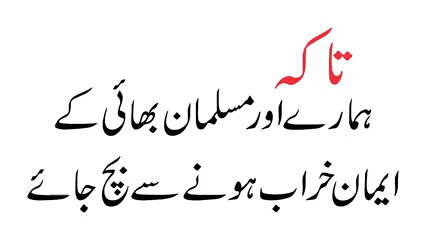 تاکہ
ہمارے اور مسلمان بھائی کے
ایمان خراب ہونے سے بچ جائے